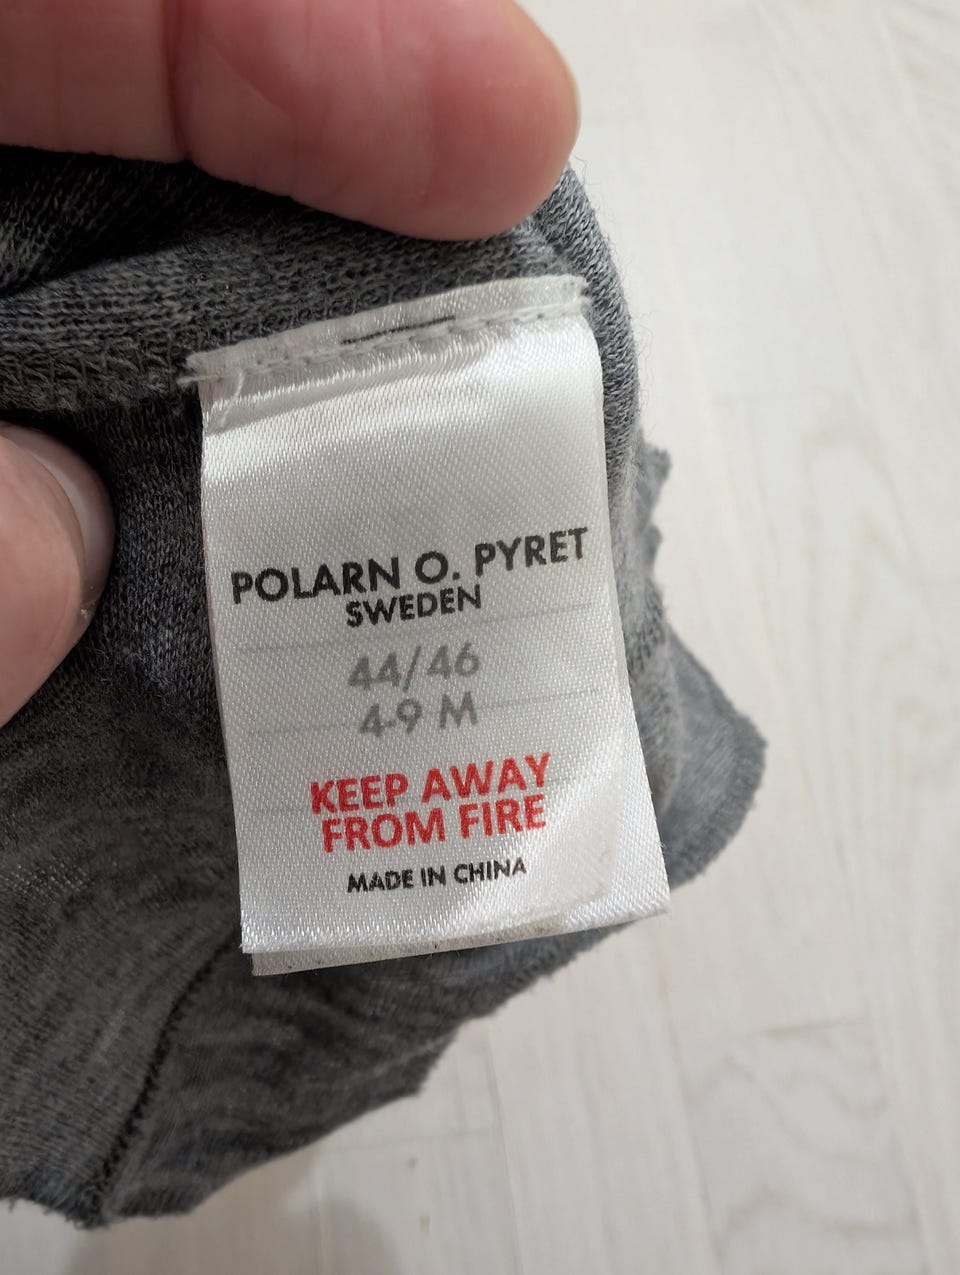 POLARN O. PYRET
SWEDEN
44/46
4-9 M
KEEP AWAY
FROM FIRE
MADE IN CHINA